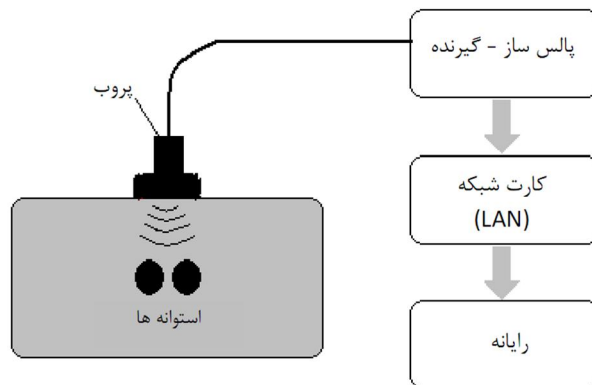 پالس ساز - گیرنده
پروب
کارت شبکه
(LAN)
استوانه ها
رایانه